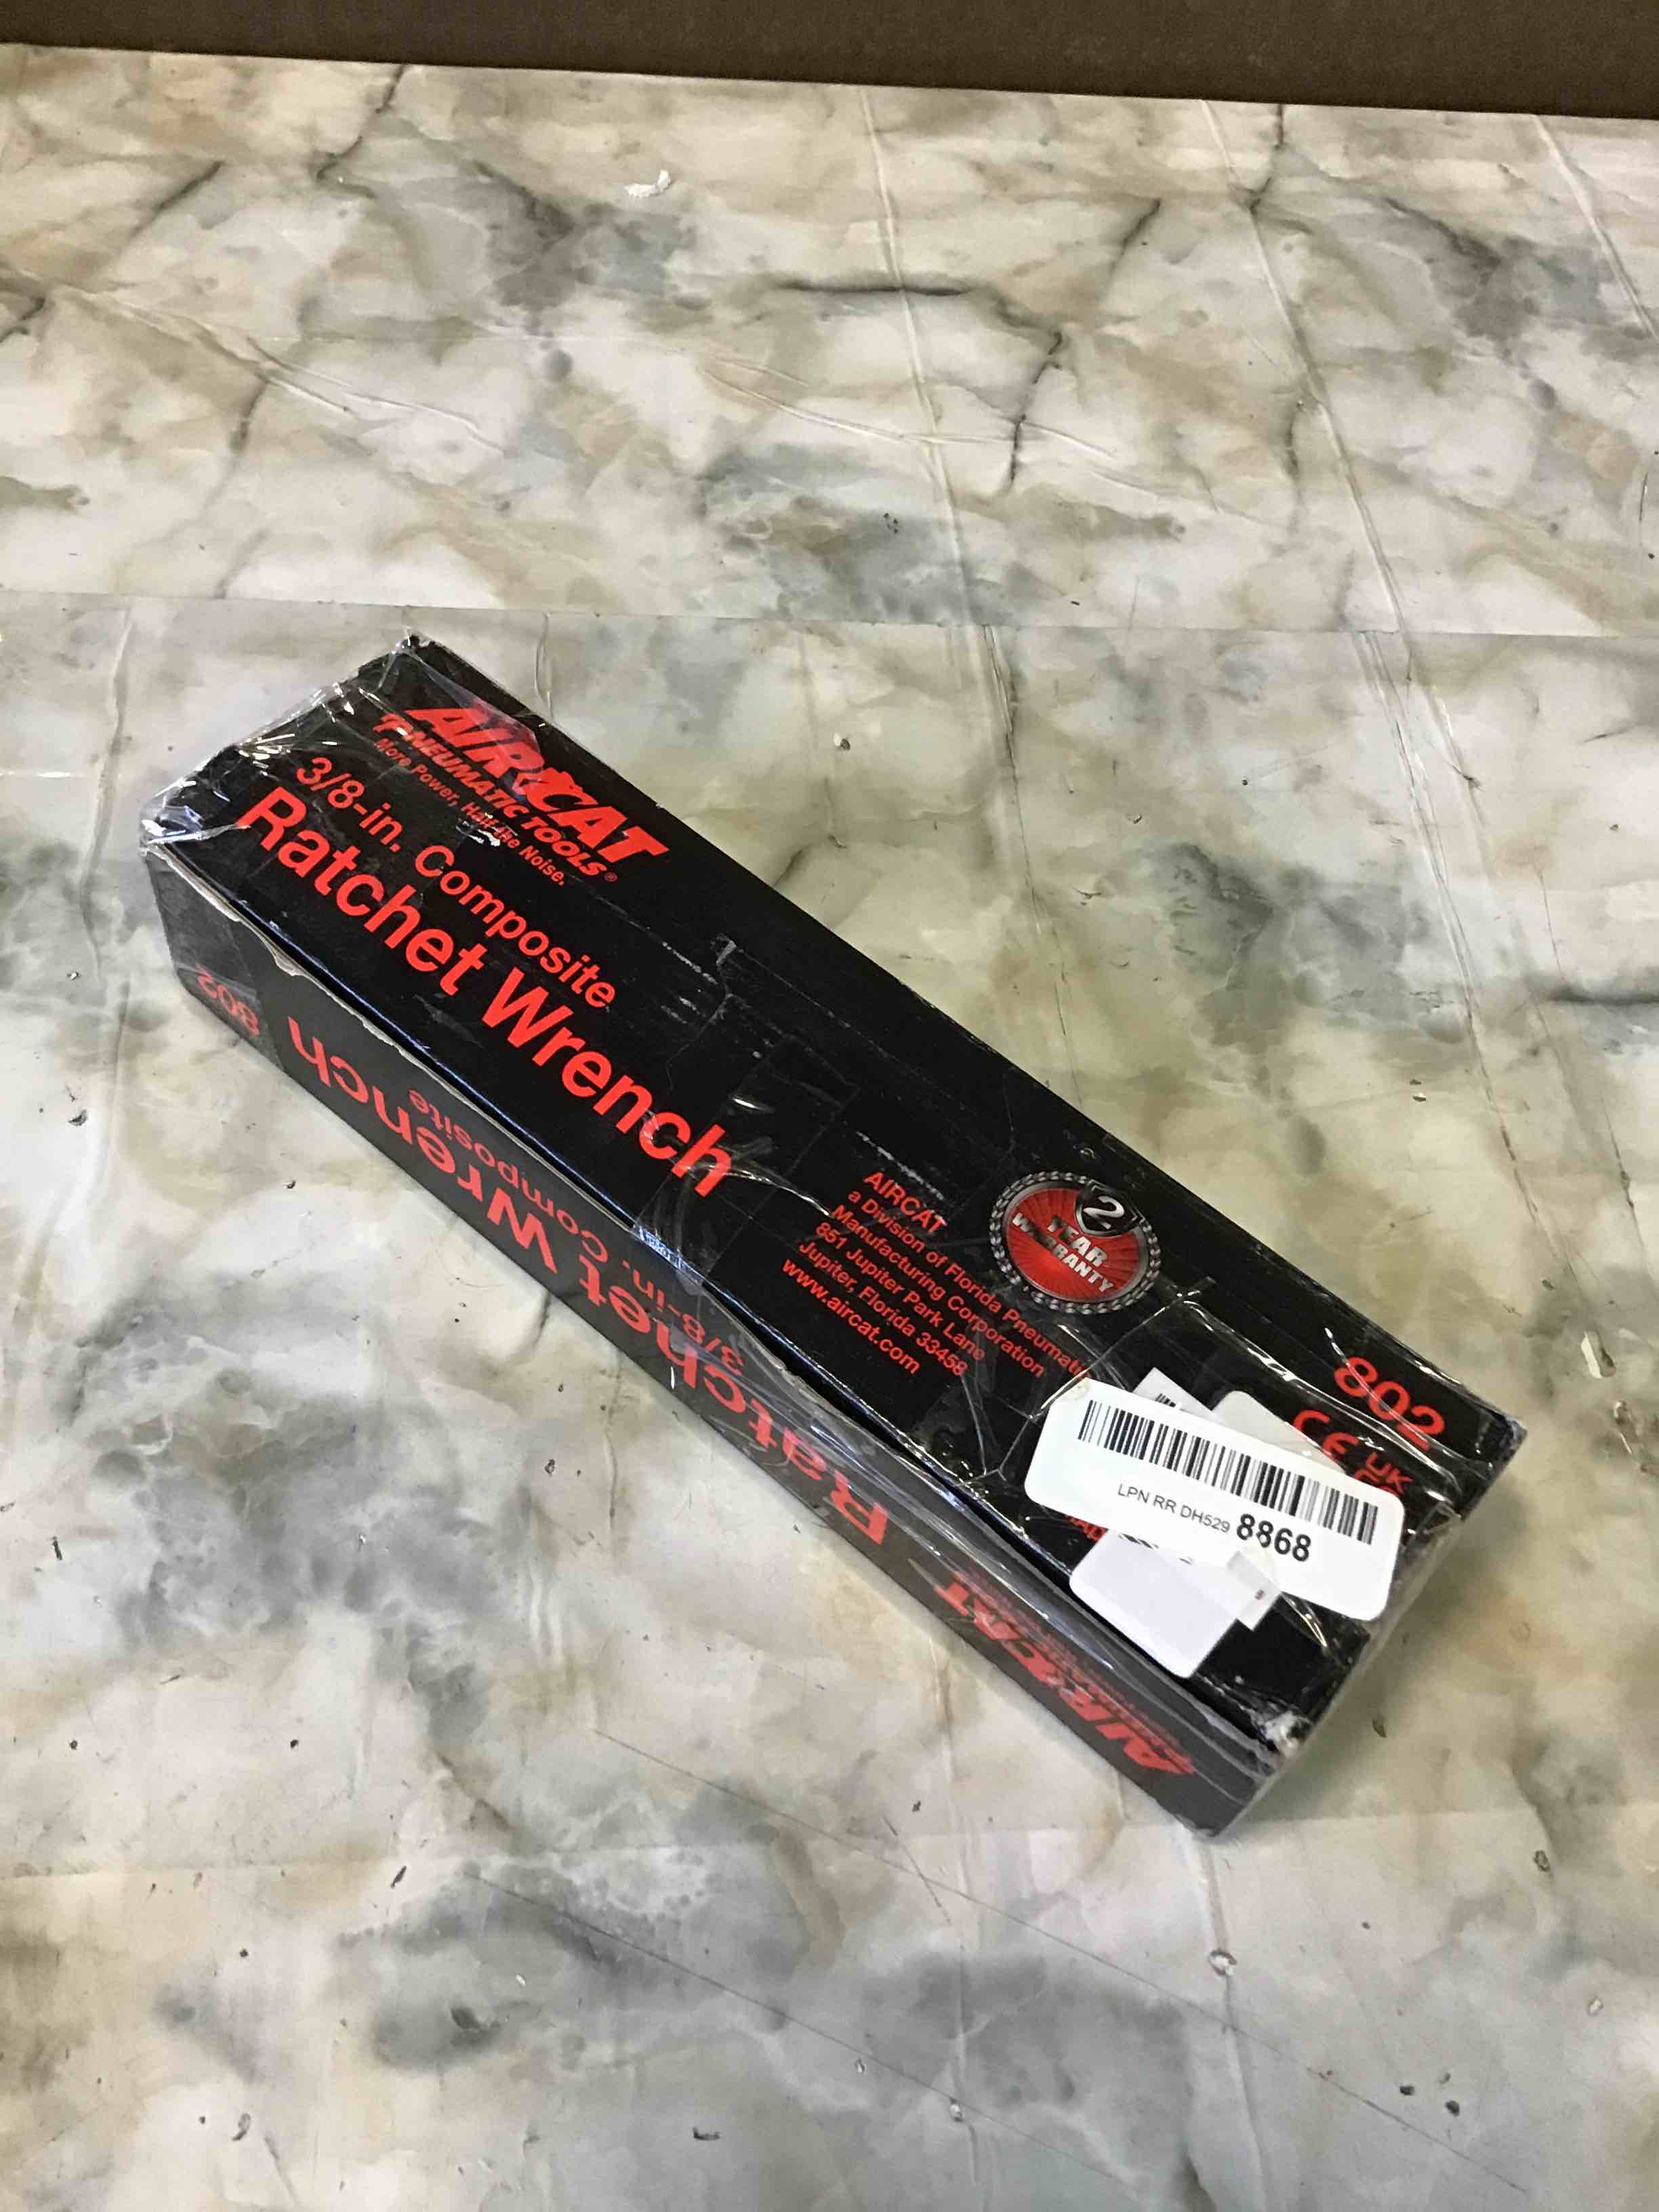 AIRCAT
PNEUMATIC TOOLS®
More Power, Half the Noise.
3/8-in. Composite
Ratchet Wrench
AIRCAT
a Division of Florida Pneumatic
Manufacturing Corporation
851 Jupiter Park Lane
Jupiter, Florida 33458
www.aircat.com
2
YEAR
WARRANTY
802
CE UK
LPN RR DH529 8868
AIRCAT
Ratchet Wrench
3/8-in. Composite
802